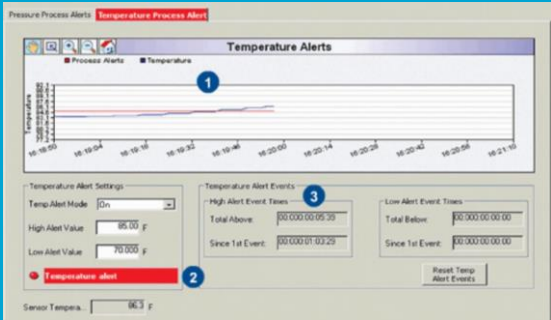 Pressure Process Alerts Temperature Process Alert
Temperature Alerts
Process Alerts Temperature
1
Temperature
16:18:50 16:19:04 16:19:18 16:19:32 16:19:46 16:20:00 16:20:14 16:20:28 16:20:42 16:20:56 16:21:10
Temperature Alert Settings
Temp Alert Mode On
High Alert Value 85.00 F
Low Alert Value 70.000 F
Temperature alert
2
Sensor Tempera... 86.3 F
Temperature Alert Events
3
High Alert Event Times
Total Above: 00:000:00:05:39
Since 1st Event: 00:000:01:03:29
Low Alert Event Times
Total Below: 00:000:00:00:00
Since 1st Event: 00:000:00:00:00
Reset Temp
Alert Events